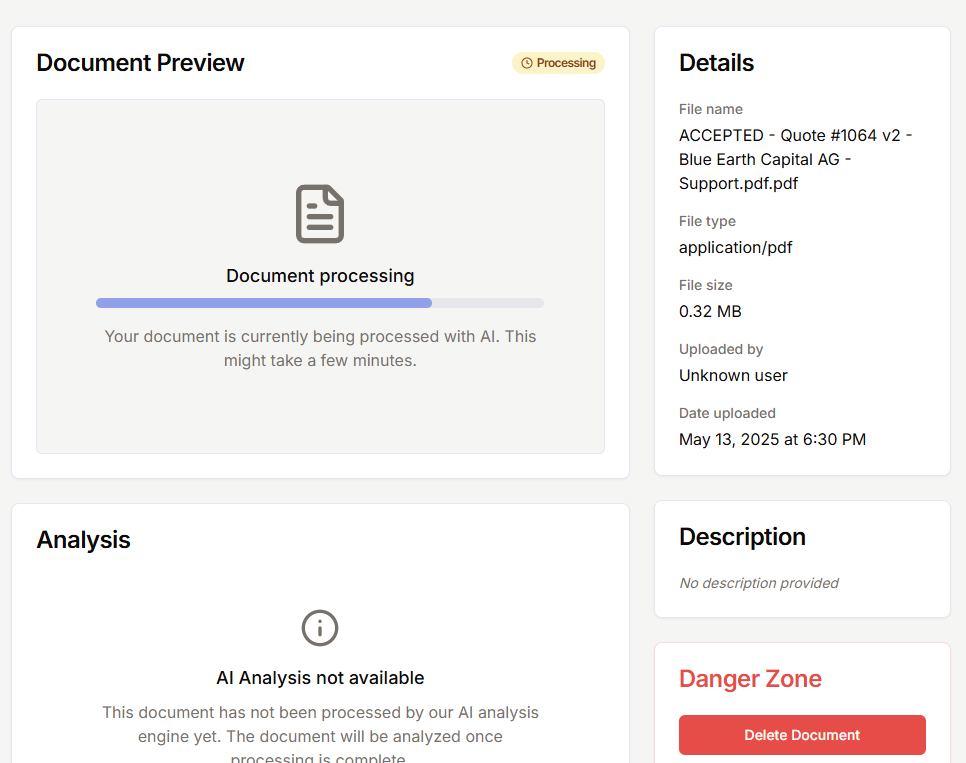 Document Preview
Processing
Document processing
Your document is currently being processed with AI. This
might take a few minutes.
Analysis
AI Analysis not available
This document has not been processed by our AI analysis
engine yet. The document will be analyzed once
processing is complete.
Details
File name
ACCEPTED - Quote #1064 v2 -
Blue Earth Capital AG -
Support.pdf.pdf
File type
application/pdf
File size
0.32 MB
Uploaded by
Unknown user
Date uploaded
May 13, 2025 at 6:30 PM
Description
No description provided
Danger Zone
Delete Document